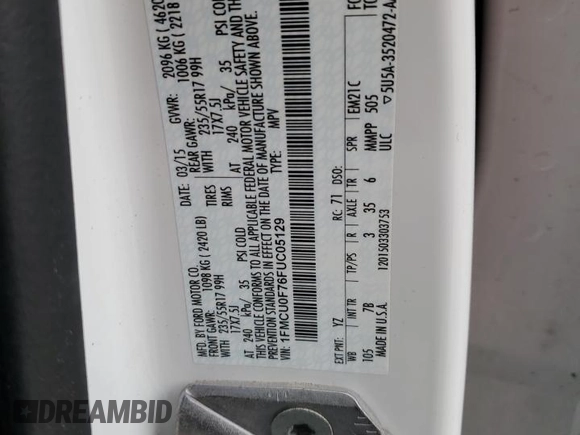 MFD. BY FORD MOTOR CO.
DATE: 03/15 GVWR: 2096 KG ( 4620
FRONT GAWR: 1098 KG ( 2420 LB) REAR GAWR: 1006 KG ( 2218
WITH 235/55R17 99H TIRES WITH 235/55R17 99H
17X7.5J RIMS 17X7.5J
AT 240 kPa/ 35 PSI COLD AT 240 kPa/ 35 PSI COLD
THIS VEHICLE CONFORMS TO ALL APPLICABLE FEDERAL MOTOR VEHICLE SAFETY AND THEFT
PREVENTION STANDARDS IN EFFECT ON THE DATE OF MANUFACTURE SHOWN ABOVE.
VIN: 1FMCU0F76FUC05129 TYPE: MPV
EXT PNT: YZ RC: 71 DSO:
WB INT TR TP/PS R AXLE TR SPR EM21C
105 7B 3 35 6 MMPP 505
MADE IN U.S.A. 1201503303753 ULC ▽5U5A-3520472-A
DREAMBID